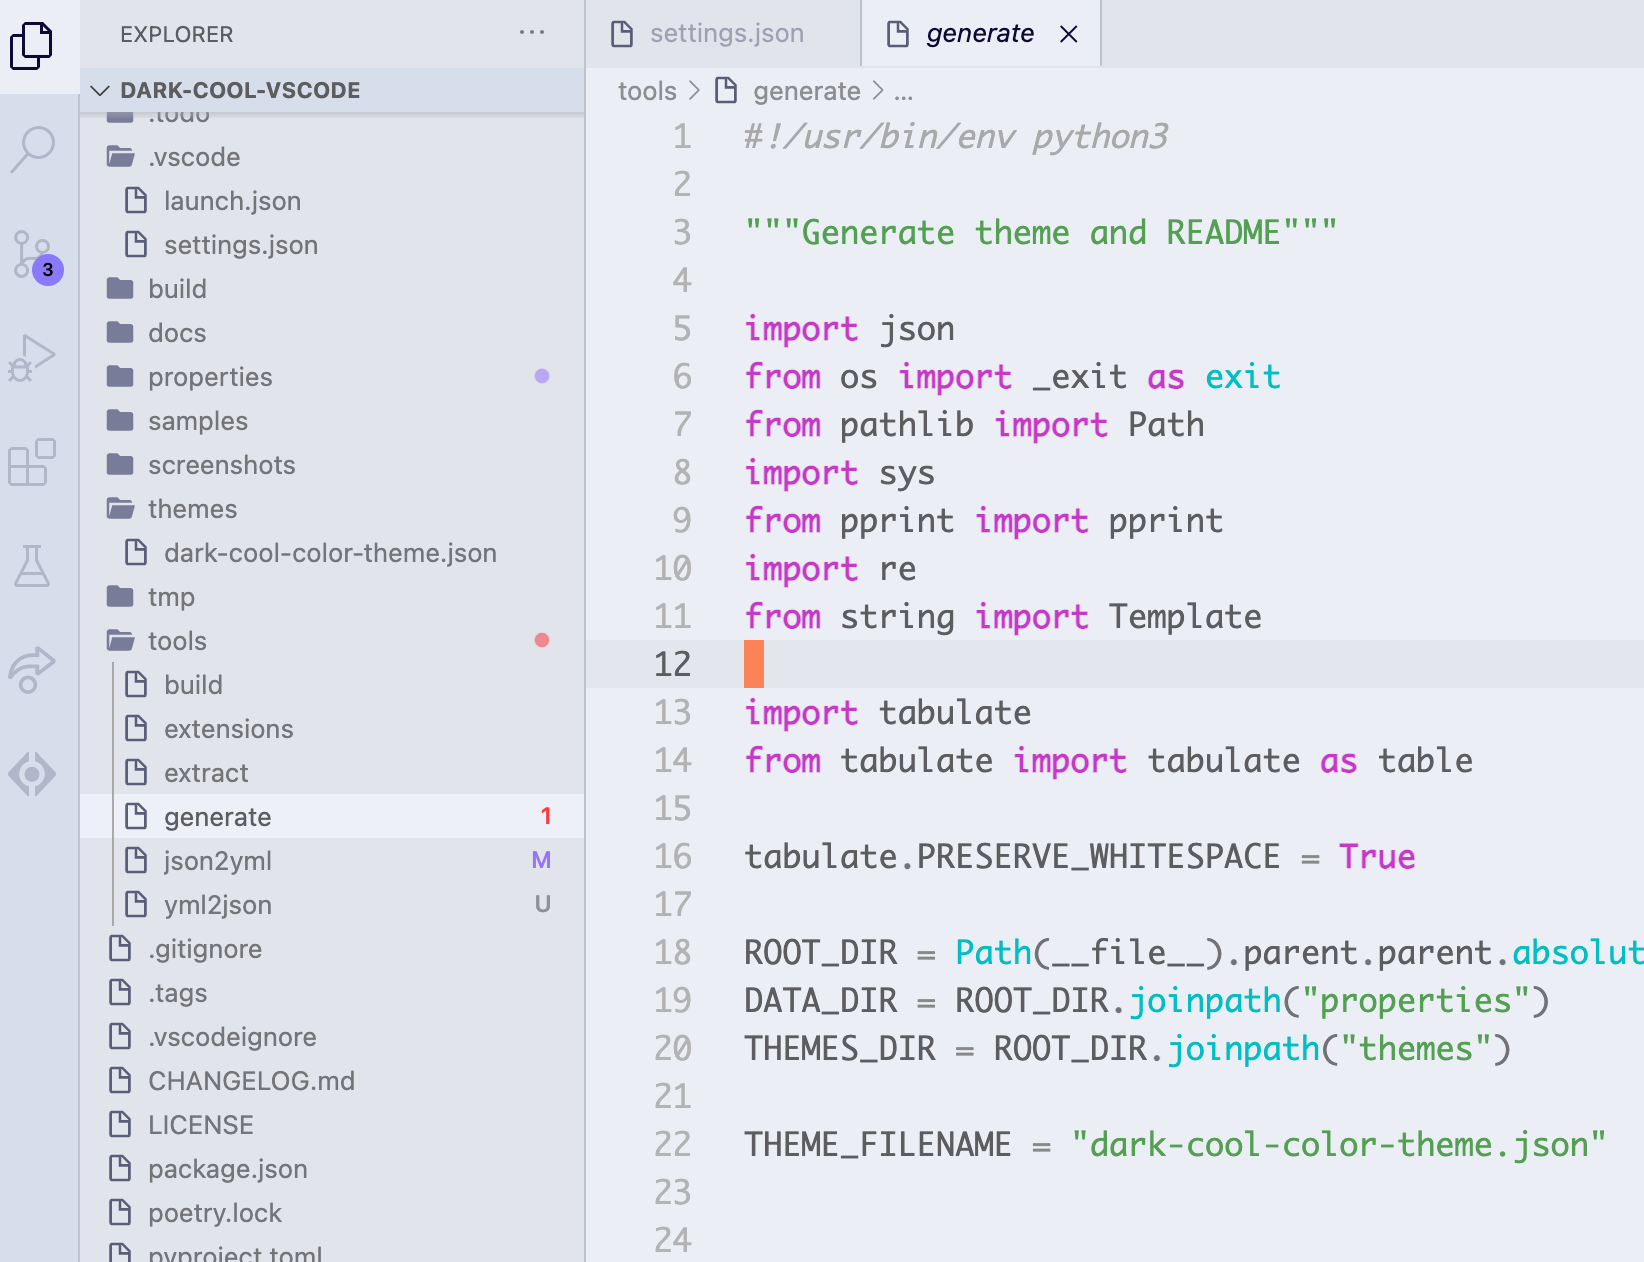 EXPLORER
DARK-COOL-VSCODE
.todo
.vscode
launch.json
settings.json
build
docs
properties
samples
screenshots
themes
dark-cool-color-theme.json
tmp
tools
build
extensions
extract
generate 1
json2yml M
yml2json U
.gitignore
.tags
.vscodeignore
CHANGELOG.md
LICENSE
package.json
poetry.lock
pyproject.toml
3
settings.json
generate
tools > generate > ...
1 #!/usr/bin/env python3
2
3 """Generate theme and README"""
4
5 import json
6 from os import _exit as exit
7 from pathlib import Path
8 import sys
9 from pprint import pprint
10 import re
11 from string import Template
12
13 import tabulate
14 from tabulate import tabulate as table
15
16 tabulate.PRESERVE_WHITESPACE = True
17
18 ROOT_DIR = Path(__file__).parent.parent.absolut
19 DATA_DIR = ROOT_DIR.joinpath("properties")
20 THEMES_DIR = ROOT_DIR.joinpath("themes")
21
22 THEME_FILENAME = "dark-cool-color-theme.json"
23
24